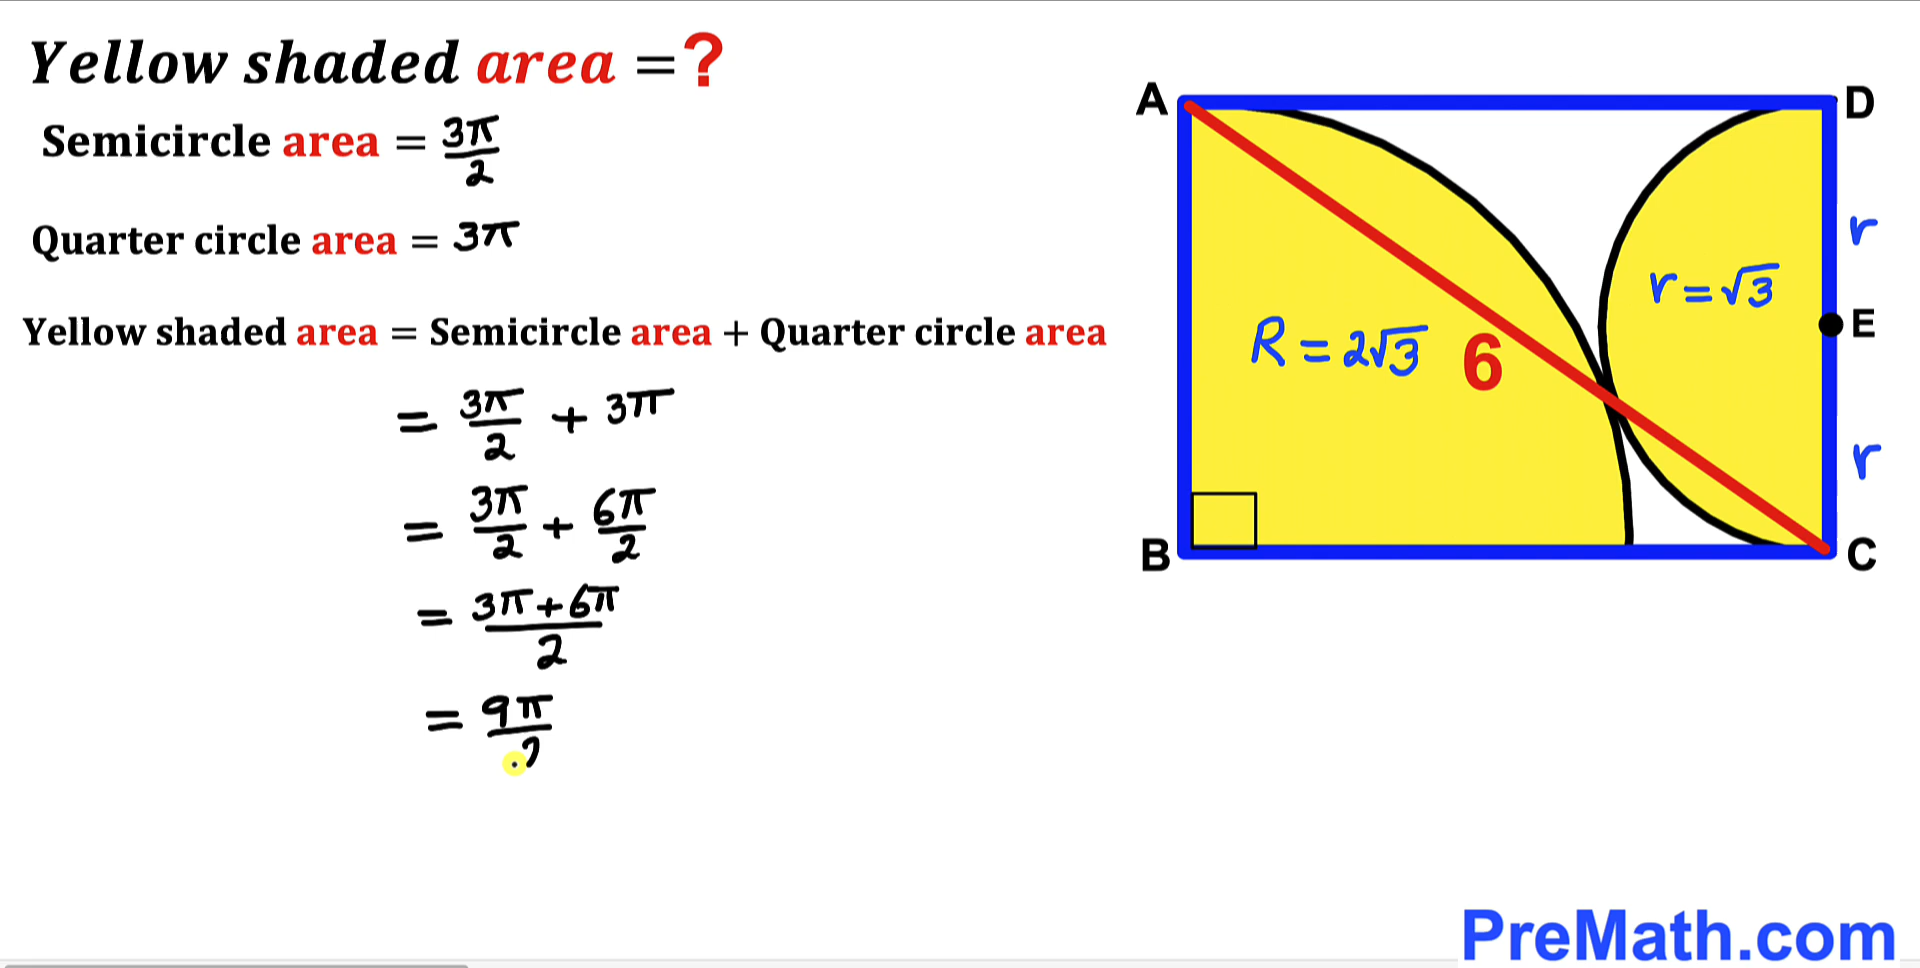 Yellow shaded area =?
Semicircle area = 3π/2
Quarter circle area = 3π
Yellow shaded area = Semicircle area + Quarter circle area
= 3π/2 + 3π
= 3π/2 + 6π/2
= 3π+6π/2
= 9π/2
A
D
r
r=√3
E
R=2√3
6
r
B
C
PreMath.com